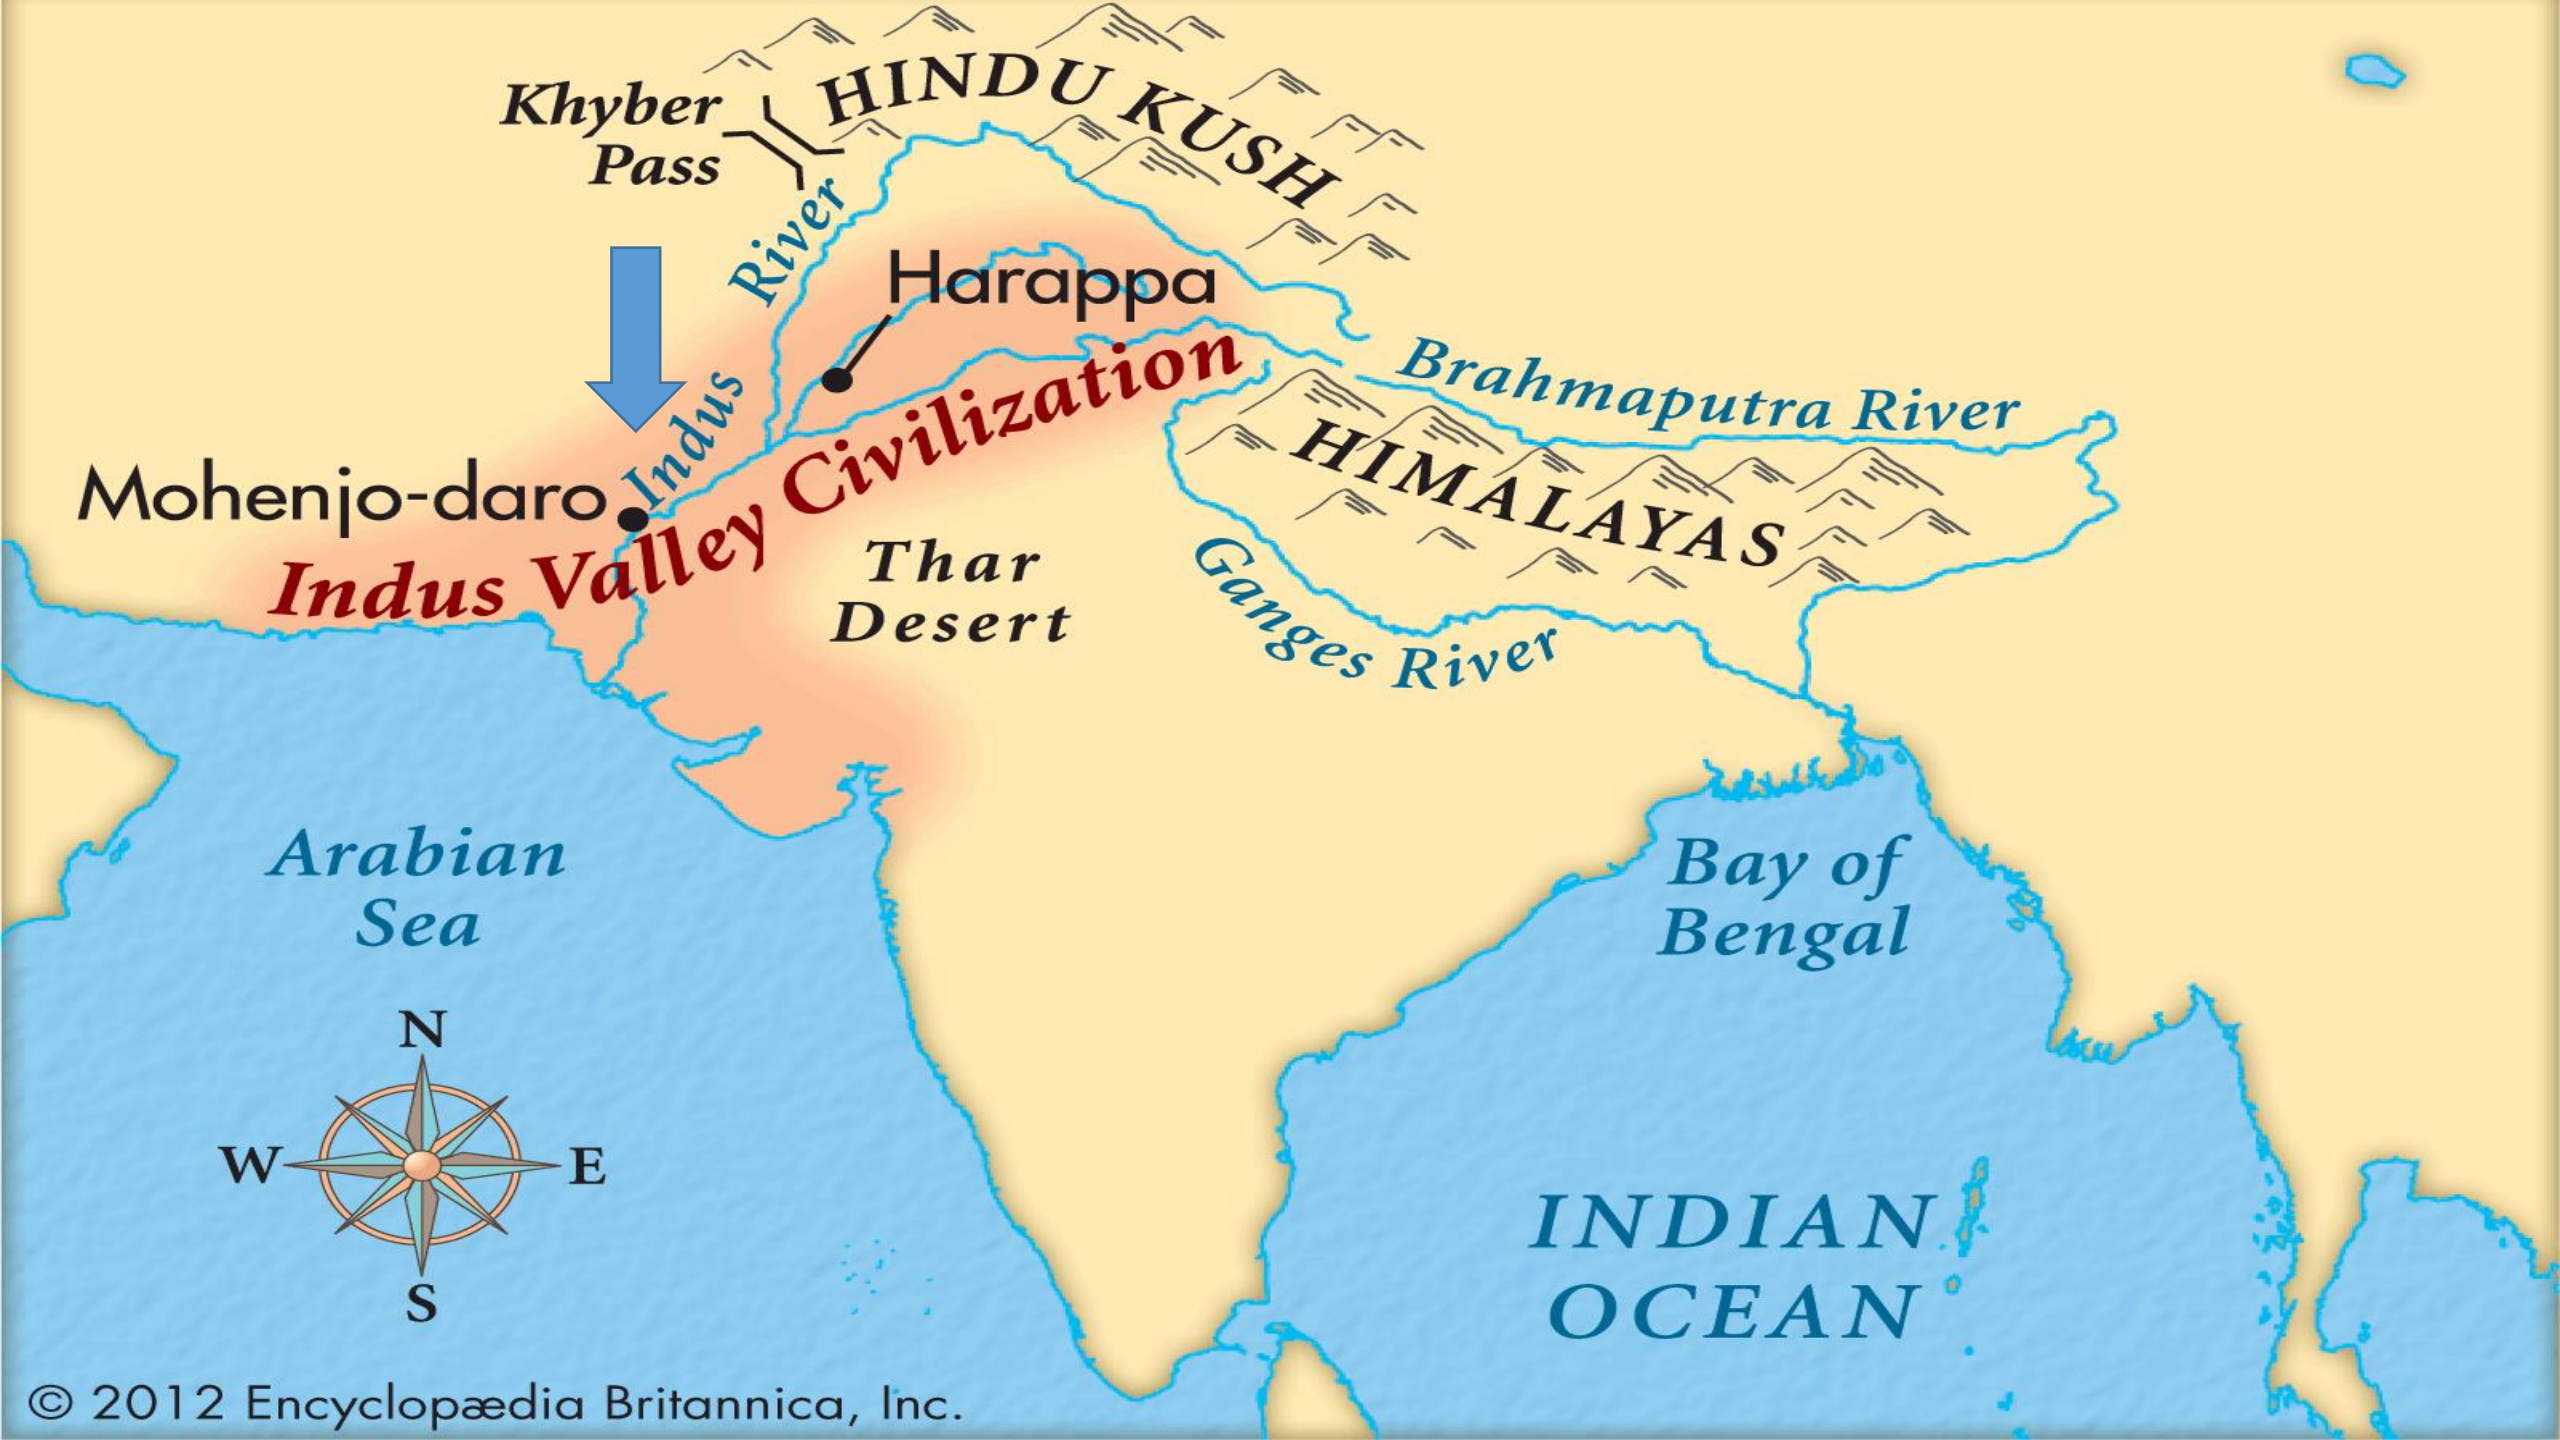 HINDU KUSH
Khyber
Pass
Indus River
Harappa
Brahmaputra River
HIMALAYAS
Mohenjo-daro
Indus Valley Civilization
Thar
Desert
Ganges River
Arabian
Sea
Bay of
Bengal
N
W E
S
INDIAN
OCEAN
© 2012 Encyclopædia Britannica, Inc.